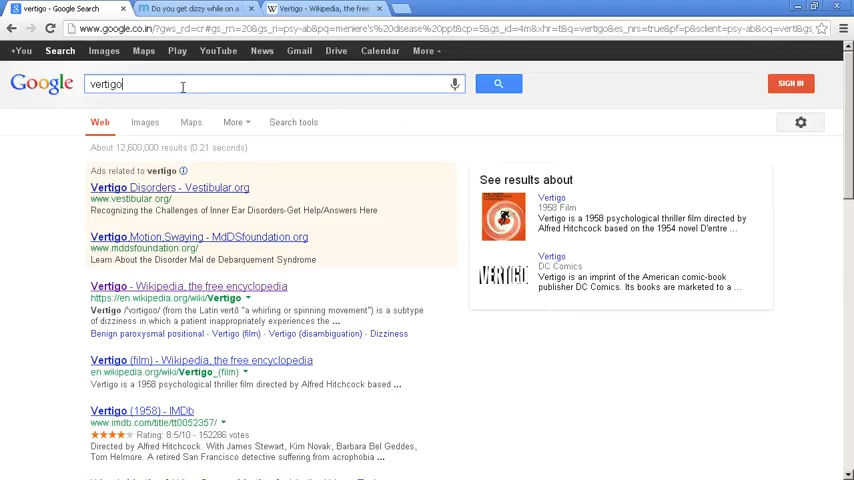 vertigo - Google Search
Do you get dizzy while on a
Vertigo - Wikipedia, the free
www.google.co.in/?gws_rd=cr#gs_rn=20&gs_ri=psy-ab&pq=meniere's%20disease%20ppt&cp=5&gs_id=4m&xhr=t&q=vertigo&es_nrs=true&pf=p&sclient=psy-ab&oq=verti&gs
+You Search Images Maps Play YouTube News Gmail Drive Calendar More
Google
vertigo
SIGN IN
Web Images Maps More Search tools
About 12,600,000 results (0.21 seconds)
Ads related to vertigo
Vertigo Disorders - Vestibular.org
www.vestibular.org/
Recognizing the Challenges of Inner Ear Disorders-Get Help/Answers Here
Vertigo Motion,Swaying - MdDSfoundation.org
www.mddsfoundation.org/
Learn About the Disorder Mal de Debarquement Syndrome
Vertigo - Wikipedia, the free encyclopedia
https://en.wikipedia.org/wiki/Vertigo
Vertigo /ˈvɜrtɨɡoʊ/ (from the Latin vertō "a whirling or spinning movement") is a subtype
of dizziness in which a patient inappropriately experiences the ...
Benign paroxysmal positional - Vertigo (film) - Vertigo (disambiguation) - Dizziness
Vertigo (film) - Wikipedia, the free encyclopedia
en.wikipedia.org/wiki/Vertigo_(film)
Vertigo is a 1958 psychological thriller film directed by Alfred Hitchcock based ...
Vertigo (1958) - IMDb
www.imdb.com/title/tt0052357/
Rating: 8.5/10 - 152286 votes
Directed by Alfred Hitchcock. With James Stewart, Kim Novak, Barbara Bel Geddes,
Tom Helmore. A retired San Francisco detective suffering from acrophobia ...
See results about
Vertigo
1958 Film
Vertigo is a 1958 psychological thriller film directed by
Alfred Hitchcock based on the 1954 novel D'entre ...
VERTIGO
Vertigo
DC Comics
Vertigo is an imprint of the American comic-book
publisher DC Comics. Its books are marketed to a ...